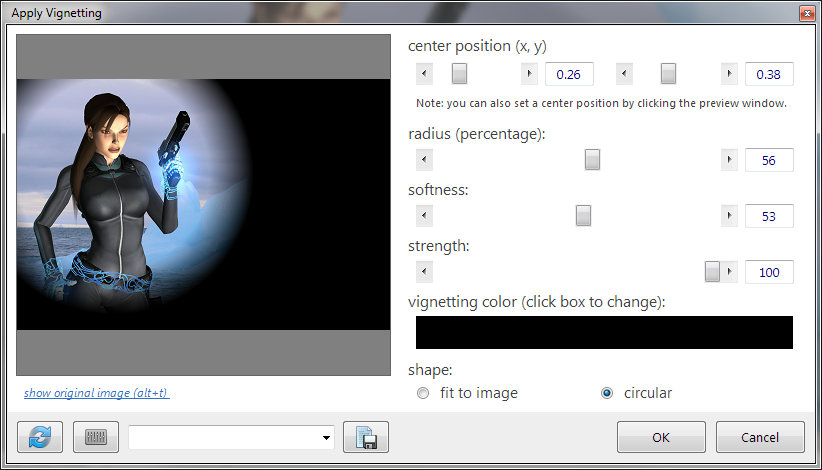 Apply Vignetting
center position (x, y)
0.26 0.38
Note: you can also set a center position by clicking the preview window.
radius (percentage):
56
softness:
53
strength:
100
vignetting color (click box to change):
shape:
fit to image circular
show original image (alt+t)
OK Cancel